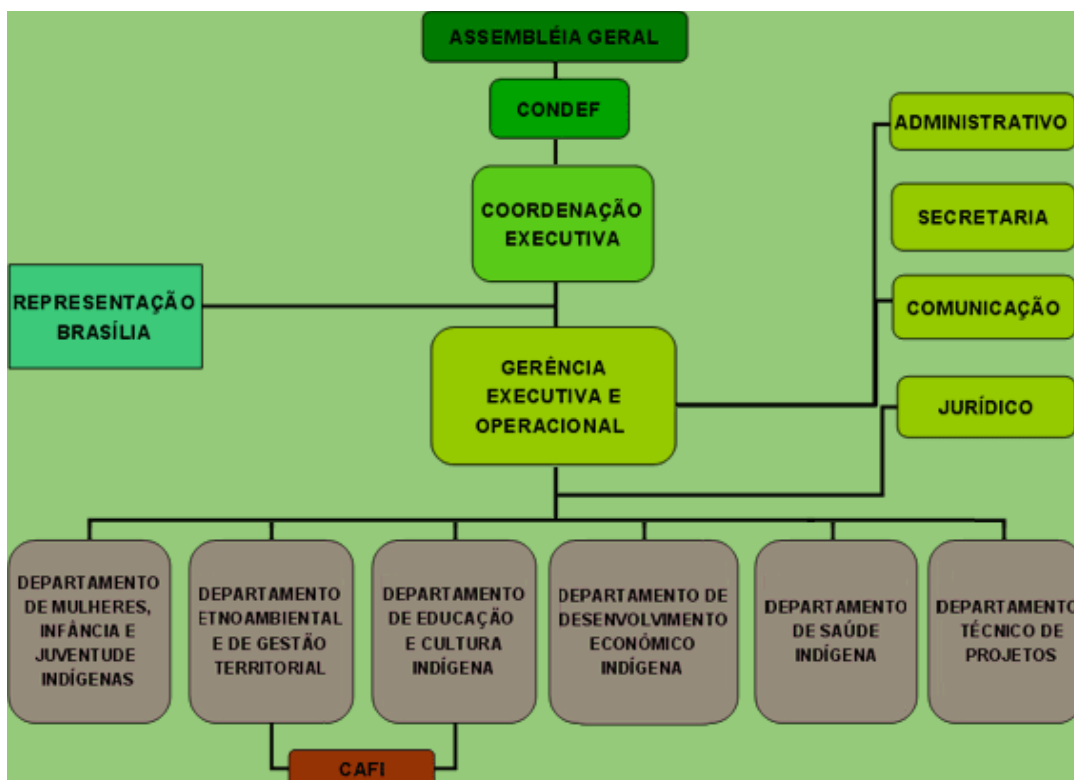 ASSEMBLÉIA GERAL
CONDEF
ADMINISTRATIVO
COORDENAÇÃO
EXECUTIVA
SECRETARIA
REPRESENTAÇÃO
BRASÍLIA
COMUNICAÇÃO
GERÊNCIA
EXECUTIVA E
OPERACIONAL
JURÍDICO
DEPARTAMENTO
DE MULHERES,
INFÂNCIA E
JUVENTUDE
INDÍGENAS
DEPARTAMENTO
ETNOAMBIENTAL
E DE GESTÃO
TERRITORIAL
DEPARTAMENTO
DE EDUCAÇÃO
E CULTURA
INDÍGENA
DEPARTAMENTO DE
DESENVOLVIMENTO
ECONÔMICO
INDÍGENA
DEPARTAMENTO
DE SAÚDE
INDÍGENA
DEPARTAMENTO
TÉCNICO DE
PROJETOS
CAFI